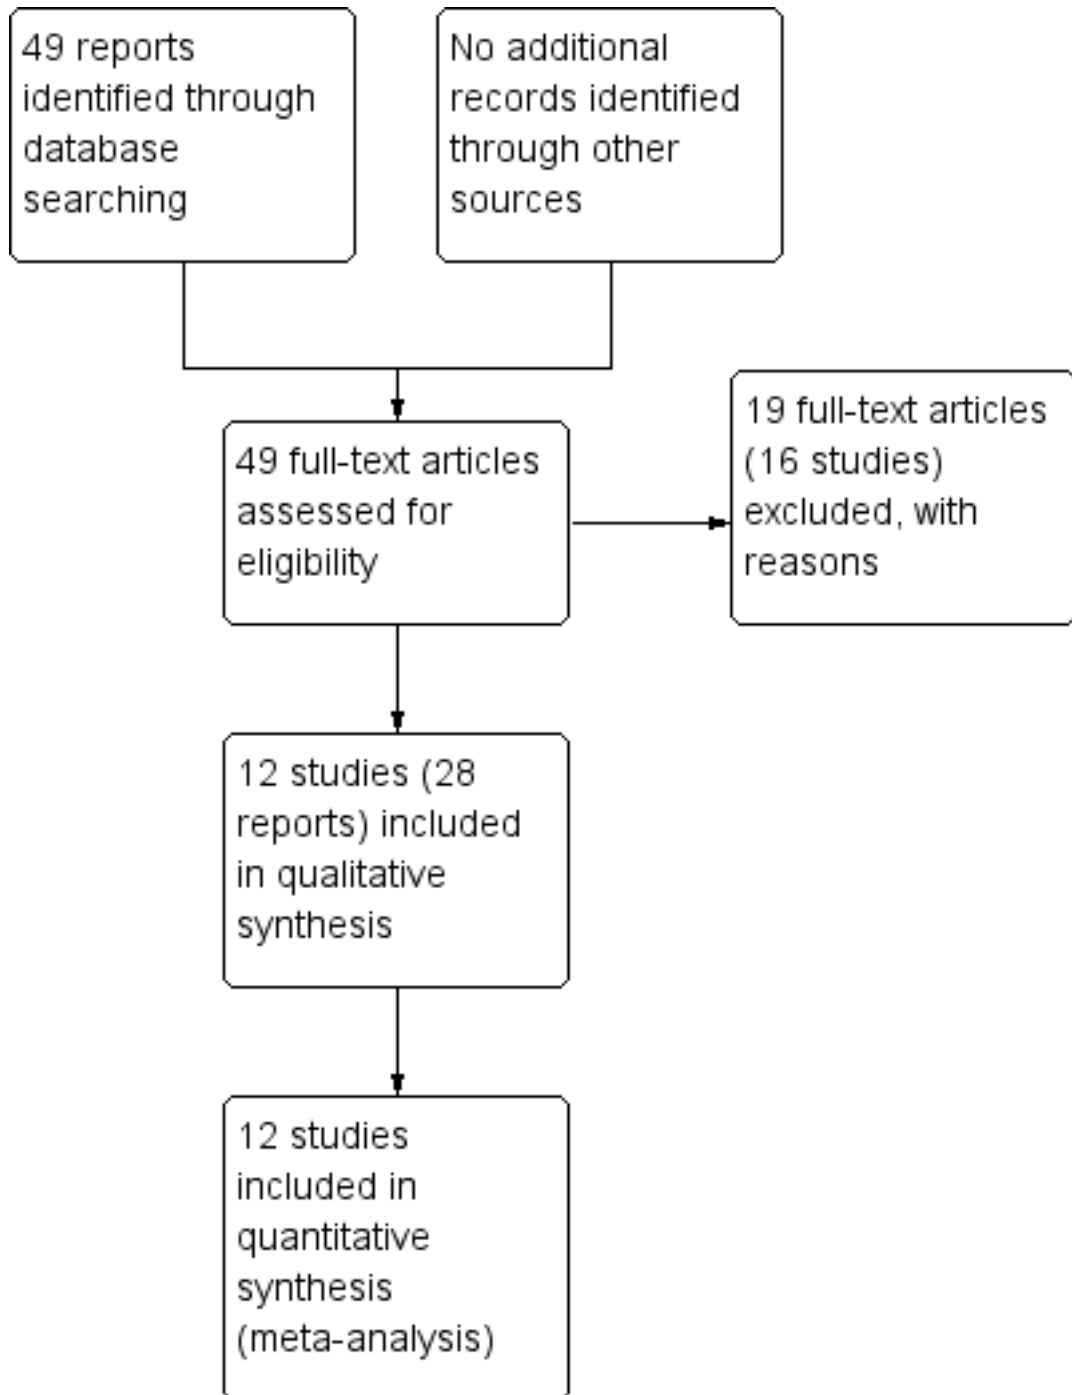 49 reports
identified through
database
searching
No additional
records identified
through other
sources
49 full-text articles
assessed for
eligibility
19 full-text articles
(16 studies)
excluded, with
reasons
12 studies (28
reports) included
in qualitative
synthesis
12 studies
included in
quantitative
synthesis
(meta-analysis)